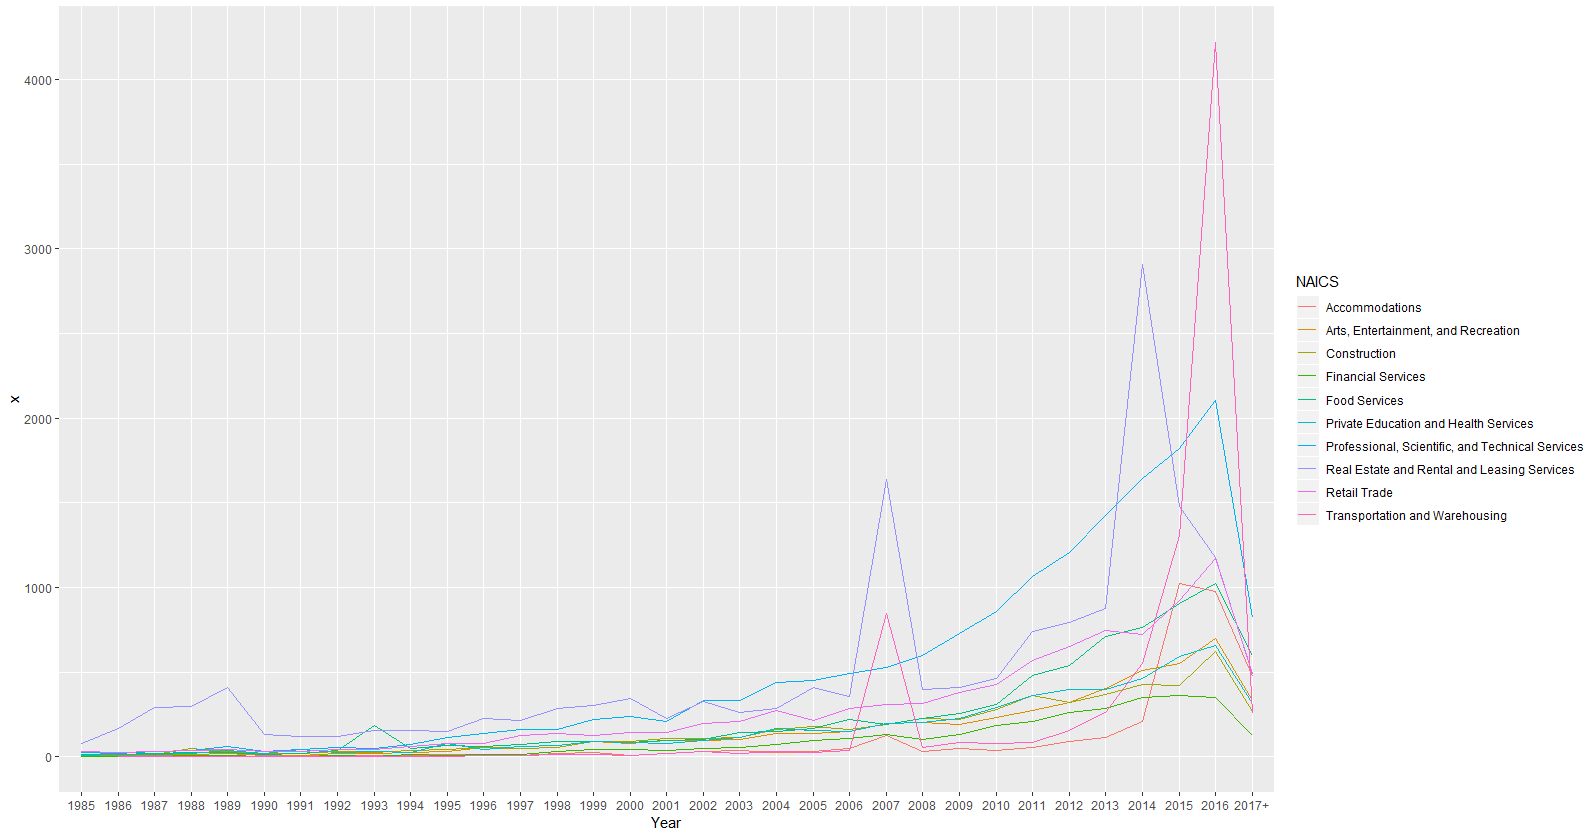 4000
3000
2000
1000
0
x
1985 1986 1987 1988 1989 1990 1991 1992 1993 1994 1995 1996 1997 1998 1999 2000 2001 2002 2003 2004 2005 2006 2007 2008 2009 2010 2011 2012 2013 2014 2015 2016 2017+
Year
NAICS
Accommodations
Arts, Entertainment, and Recreation
Construction
Financial Services
Food Services
Private Education and Health Services
Professional, Scientific, and Technical Services
Real Estate and Rental and Leasing Services
Retail Trade
Transportation and Warehousing